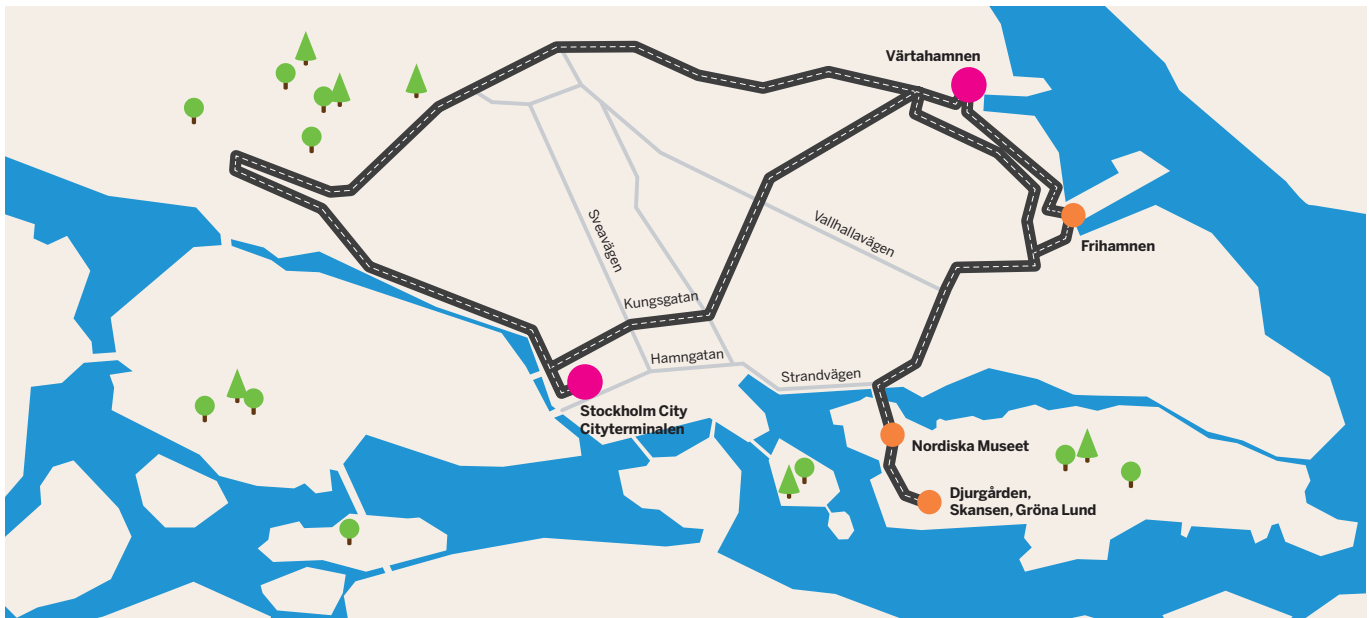 Värtahamnen
Sveavägen
Vallhallavägen
Frihamnen
Kungsgatan
Hamngatan
Strandvägen
Stockholm City
Cityterminalen
Nordiska Museet
Djurgården,
Skansen, Gröna Lund